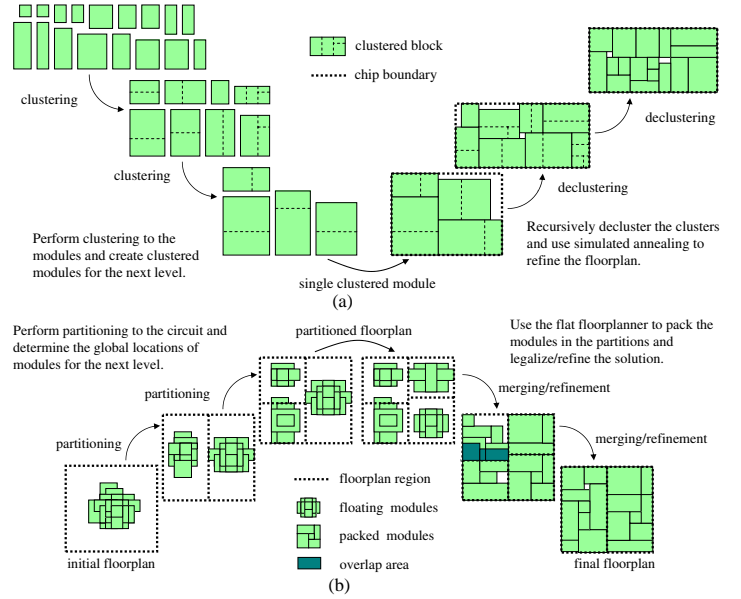 clustered block
chip boundary
clustering
clustering
declustering
declustering
Perform clustering to the
modules and create clustered
modules for the next level.
Recursively decluster the clusters
and use simulated annealing to
refine the floorplan.
single clustered module
(a)
Perform partitioning to the circuit and
determine the global locations of
modules for the next level.
partitioned floorplan
Use the flat floorplanner to pack the
modules in the partitions and
legalize/refine the solution.
partitioning
merging/refinement
partitioning
merging/refinement
floorplan region
floating modules
packed modules
overlap area
initial floorplan
final floorplan
(b)